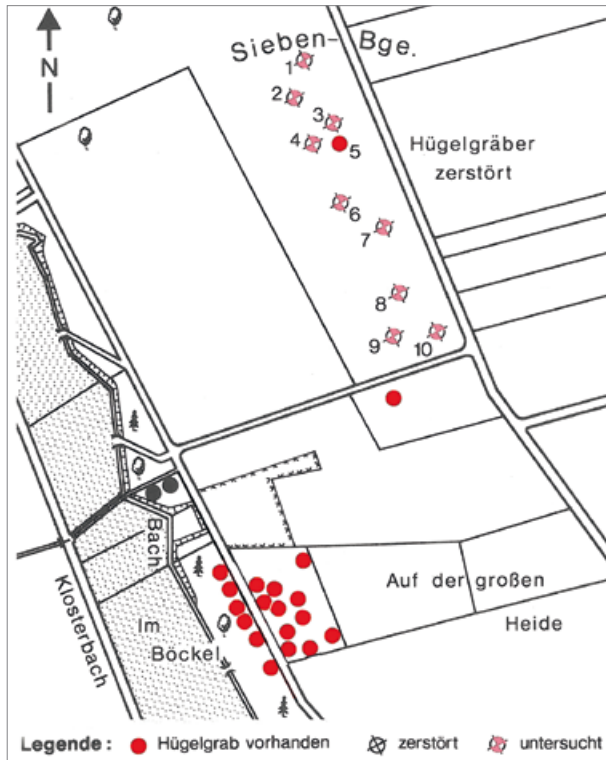 Sieben-Bge.
N
1
2
3
4
5
Hügelgräber
zerstört
6
7
8
9
10
Bach
Klosterbach
Im
Böckel
Auf der großen
Heide
Legende : Hügelgrab vorhanden zerstört untersucht